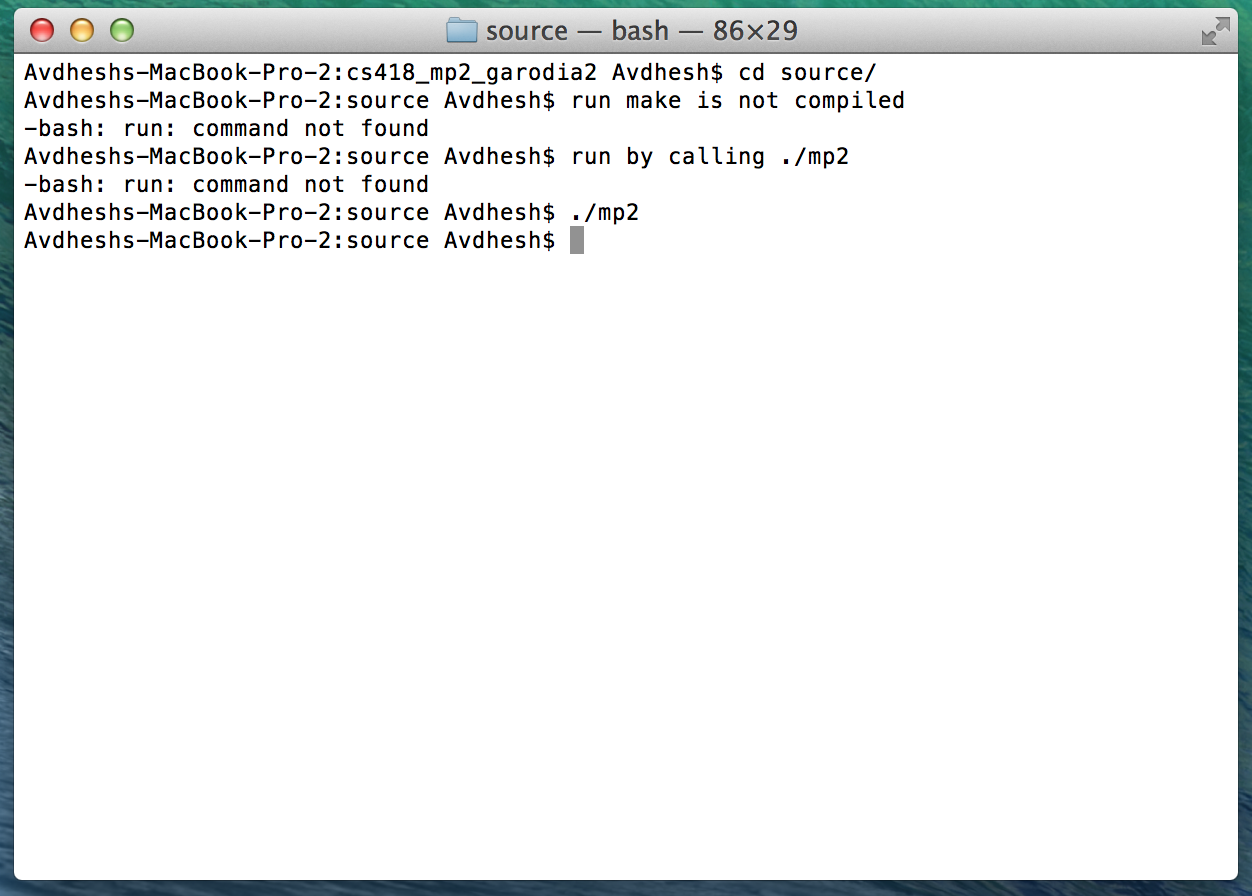 source — bash — 86×29
Avdheshs-MacBook-Pro-2:cs418_mp2_garodia2 Avdhesh$ cd source/
Avdheshs-MacBook-Pro-2:source Avdhesh$ run make is not compiled
-bash: run: command not found
Avdheshs-MacBook-Pro-2:source Avdhesh$ run by calling ./mp2
-bash: run: command not found
Avdheshs-MacBook-Pro-2:source Avdhesh$ ./mp2
Avdheshs-MacBook-Pro-2:source Avdhesh$